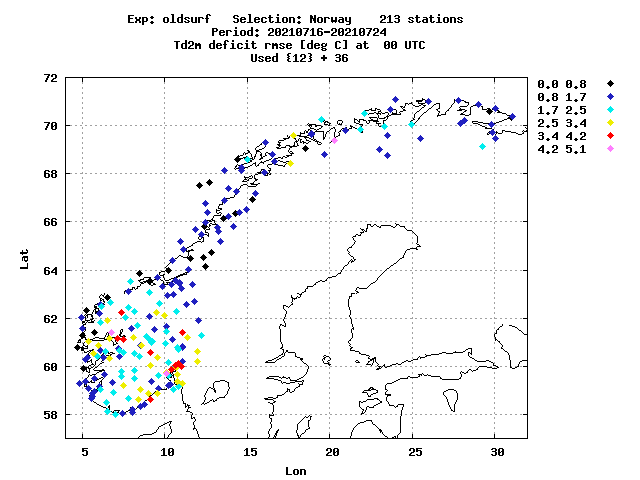 Exp: oldsurf   Selection: Norway    213 stations
Period: 20210716-20210724
Td2m deficit rmse [deg C] at  00 UTC
Used {12} + 36
72
70
68
66
64
62
60
58
Lat
5 10 15 20 25 30
Lon
0.0 0.8
0.8 1.7
1.7 2.5
2.5 3.4
3.4 4.2
4.2 5.1